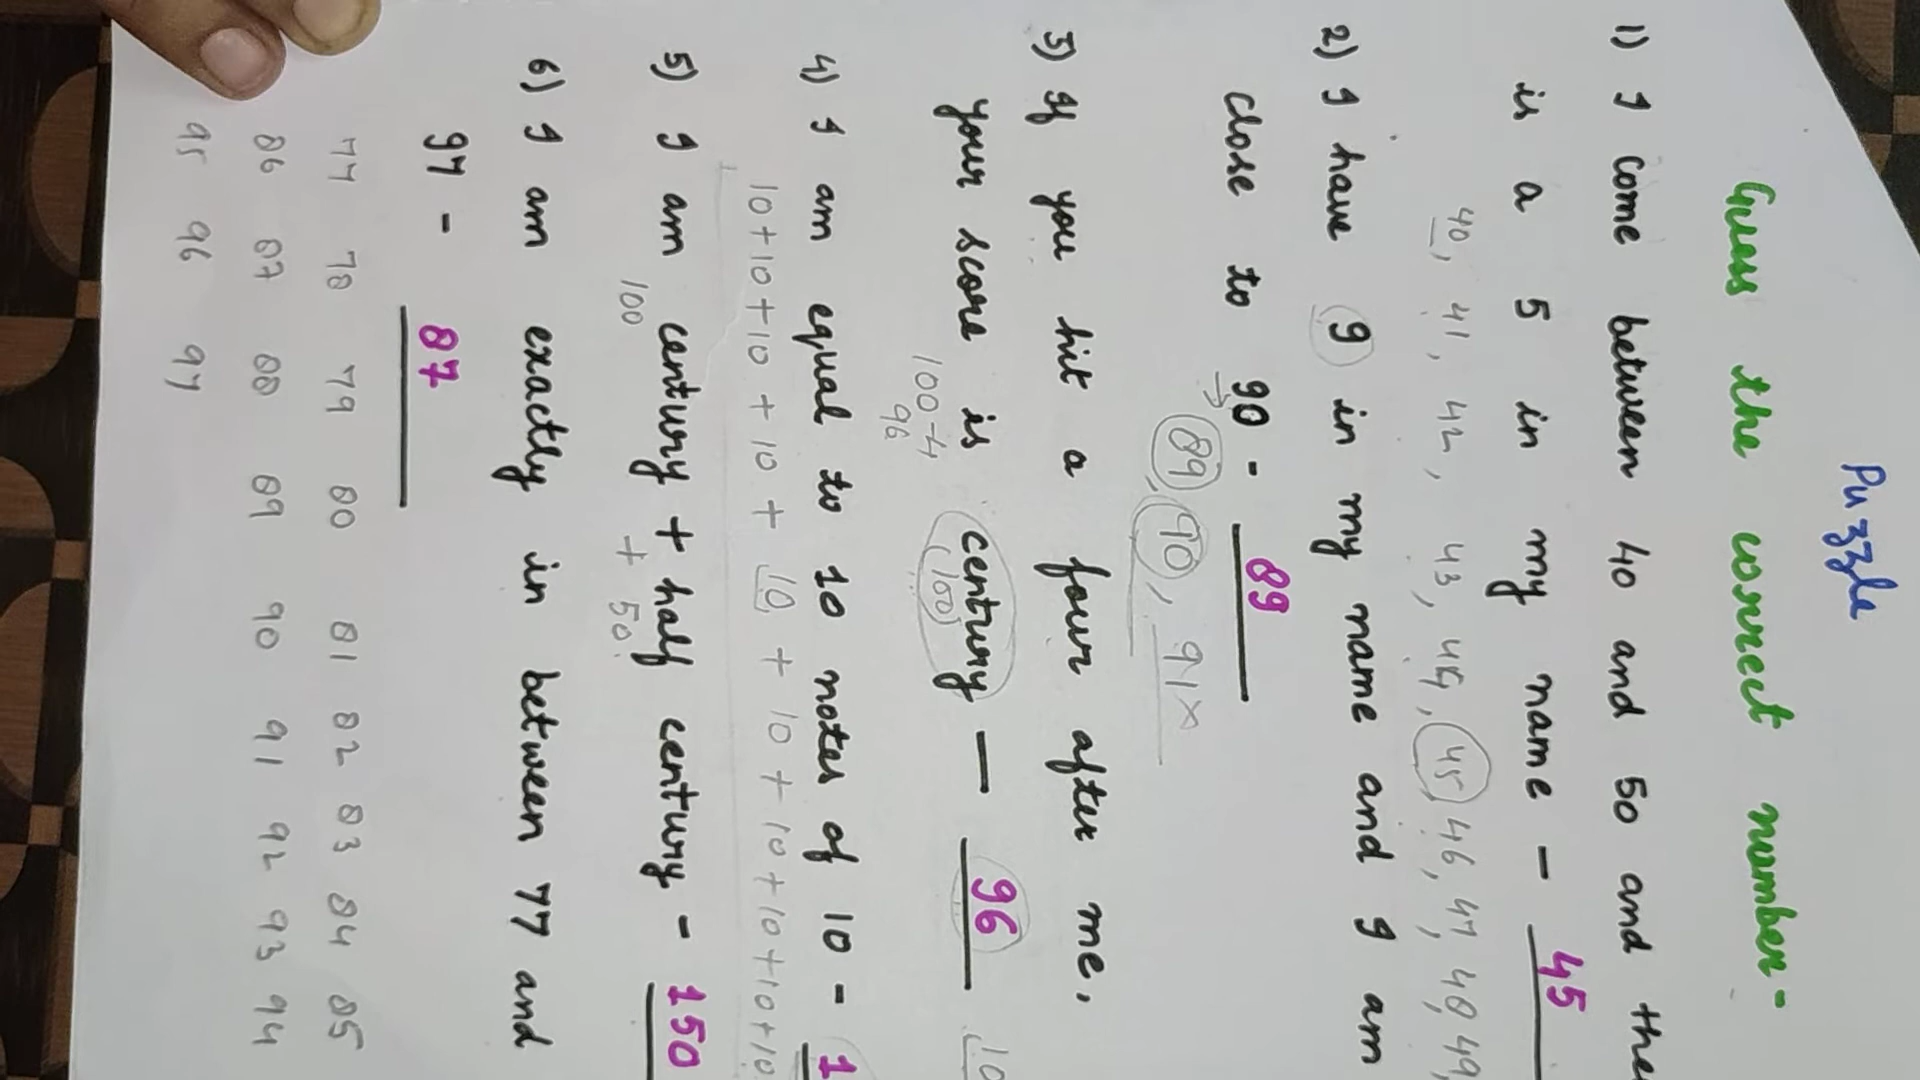 Puzzle
Guess the correct number-
1) I come between 40 and 50 and the
is a 5 in my name - 45
40, 41, 42, 43, 44, 45, 46, 47, 48, 49,
2) I have 9 in my name and I am
close to 90 - 89
89, 90, 91 ×
3) If you hit a four after me,
your score is century — 96
100-4
96
(100)
10
4) I am equal to 10 notes of 10 - 1
10+10+10+10+10+10+10+10+10+10
5) I am century + half century - 150
100 + 50
6) I am exactly in between 77 and
97 - 87
77 78 79 80 81 82 83 84 85
86 87 88 89 90 91 92 93 94
95 96 97